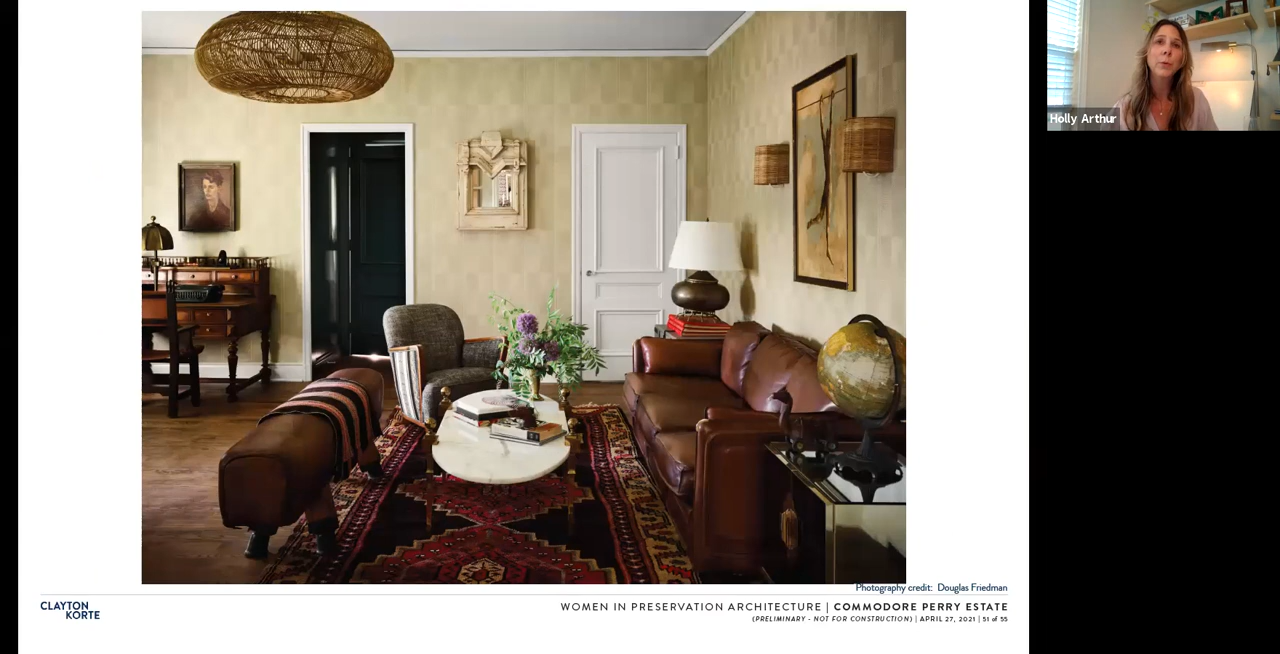 Holly Arthur
Photography credit: Douglas Friedman
CLAYTON
KORTE
WOMEN IN PRESERVATION ARCHITECTURE | COMMODORE PERRY ESTATE
(PRELIMINARY - NOT FOR CONSTRUCTION) | APRIL 27, 2021 | 51 of 55